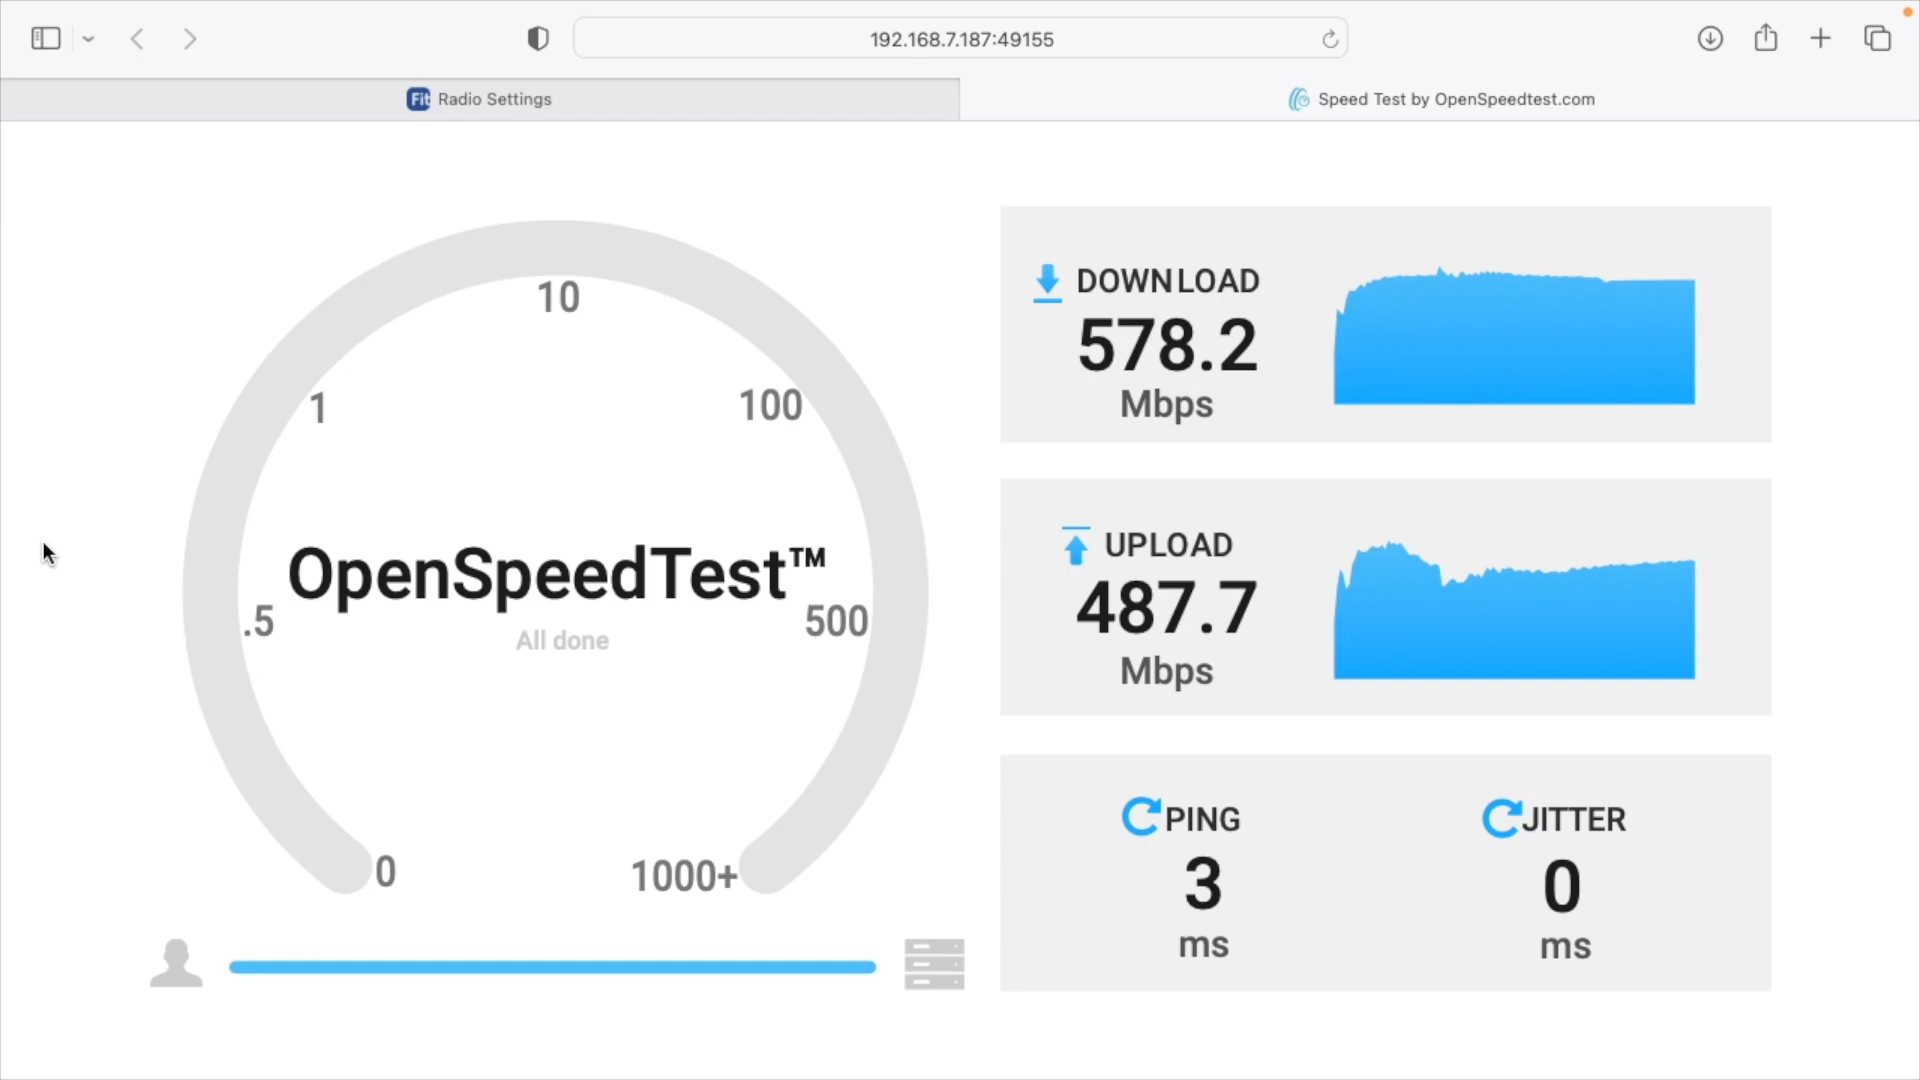 192.168.7.187:49155
Fit Radio Settings
Speed Test by OpenSpeedtest.com
10
1
100
OpenSpeedTest™
.5
500
All done
0
1000+
DOWNLOAD
578.2
Mbps
UPLOAD
487.7
Mbps
PING
3
ms
JITTER
0
ms